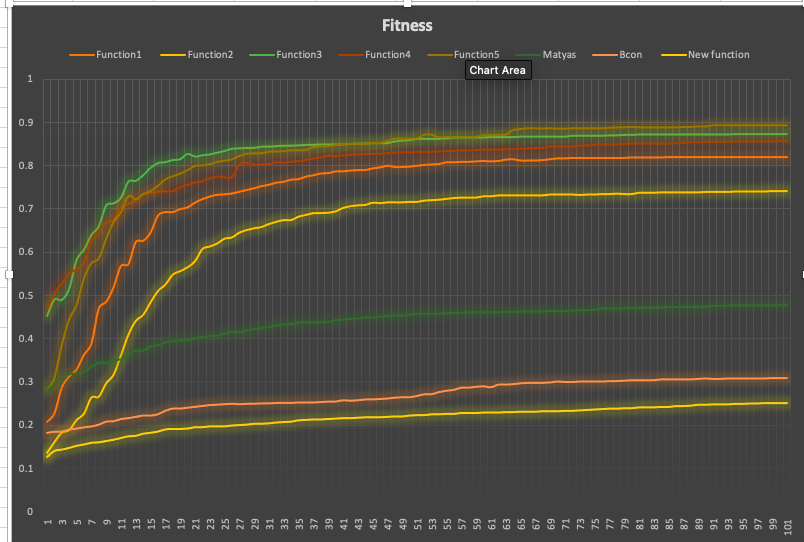 Fitness
Function1 Function2 Function3 Function4 Function5 Matyas Bcon New function
Chart Area
1
0.9
0.8
0.7
0.6
0.5
0.4
0.3
0.2
0.1
0
1 3 5 7 9 11 13 15 17 19 21 23 25 27 29 31 33 35 37 39 41 43 45 47 49 51 53 55 57 59 61 63 65 67 69 71 73 75 77 79 81 83 85 87 89 91 93 95 97 99 101